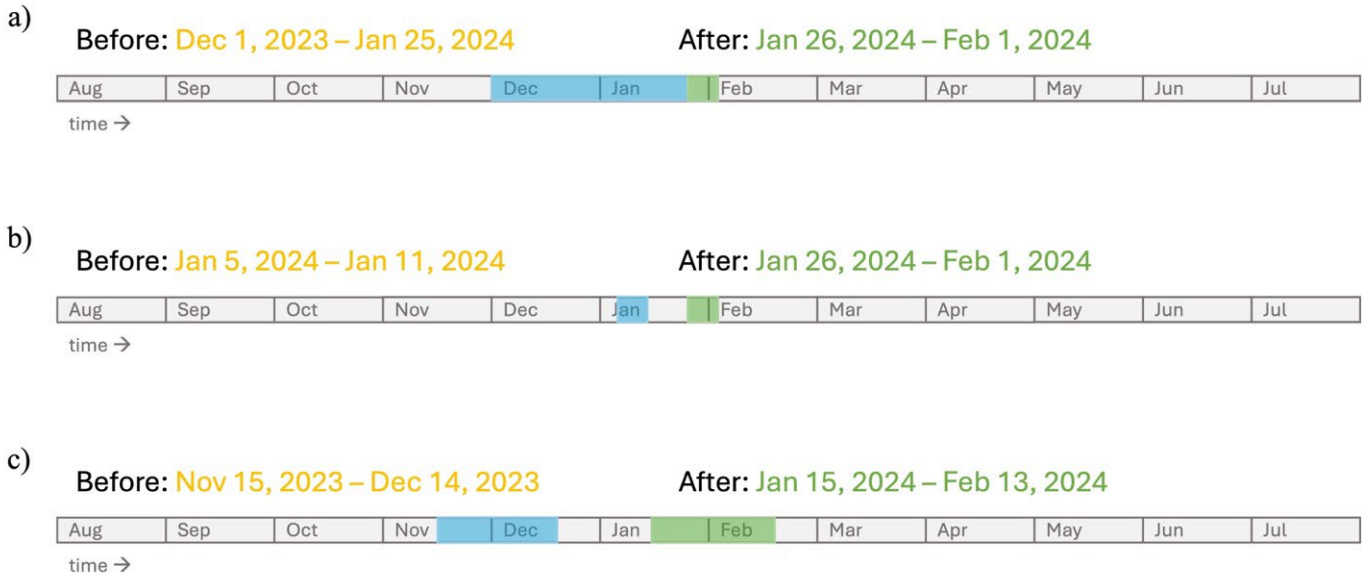 a)
Before: Dec 1, 2023 – Jan 25, 2024 After: Jan 26, 2024 – Feb 1, 2024
Aug Sep Oct Nov Dec Jan Feb Mar Apr May Jun Jul
time →
b)
Before: Jan 5, 2024 – Jan 11, 2024 After: Jan 26, 2024 – Feb 1, 2024
Aug Sep Oct Nov Dec Jan Feb Mar Apr May Jun Jul
time →
c)
Before: Nov 15, 2023 – Dec 14, 2023 After: Jan 15, 2024 – Feb 13, 2024
Aug Sep Oct Nov Dec Jan Feb Mar Apr May Jun Jul
time →